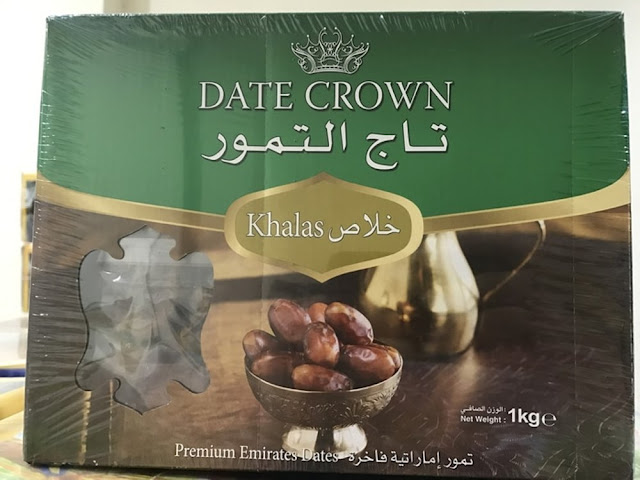 DATE CROWN
تاج التمور
Khalas خلاص
الوزن الصافي :
Net Weight : 1kg ℮
Premium Emirates Dates تمور إماراتية فاخرة